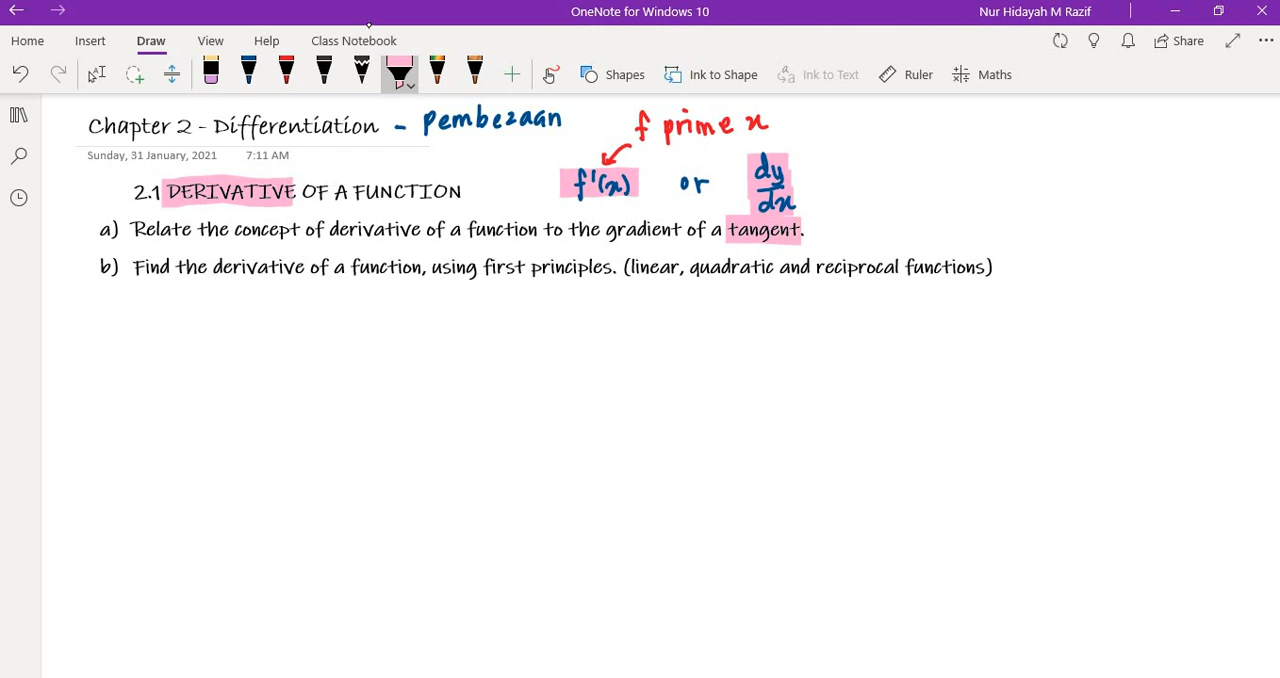 OneNote for Windows 10
Nur Hidayah M Razif
Home Insert Draw View Help Class Notebook Share
Shapes Ink to Shape Ink to Text Ruler Maths
Chapter 2 - Differentiation - pembezaan
f prime x
Sunday, 31 January, 2021 7:11 AM
2.1 DERIVATIVE OF A FUNCTION f'(x) or dy/dx
a) Relate the concept of derivative of a function to the gradient of a tangent.
b) Find the derivative of a function, using first principles. (linear, quadratic and reciprocal functions)